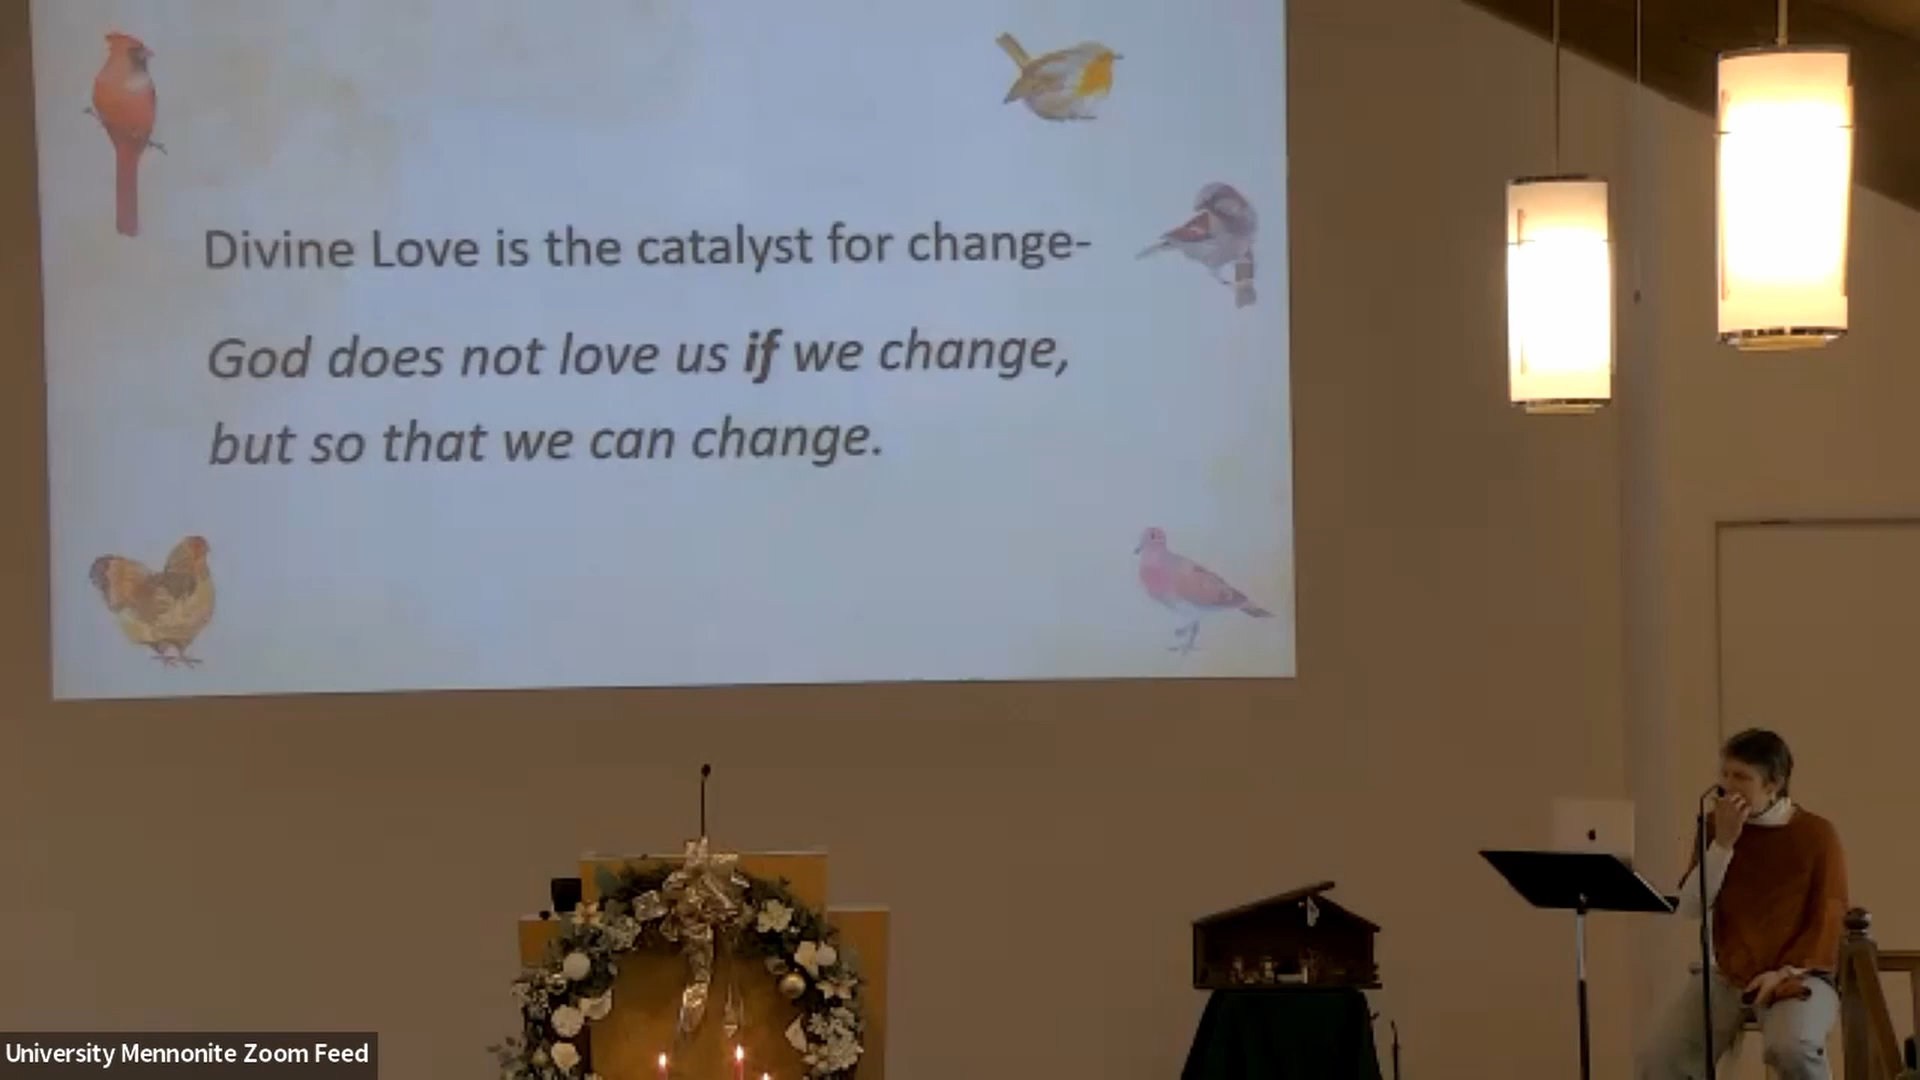 Divine Love is the catalyst for change-
God does not love us if we change,
but so that we can change.
University Mennonite Zoom Feed